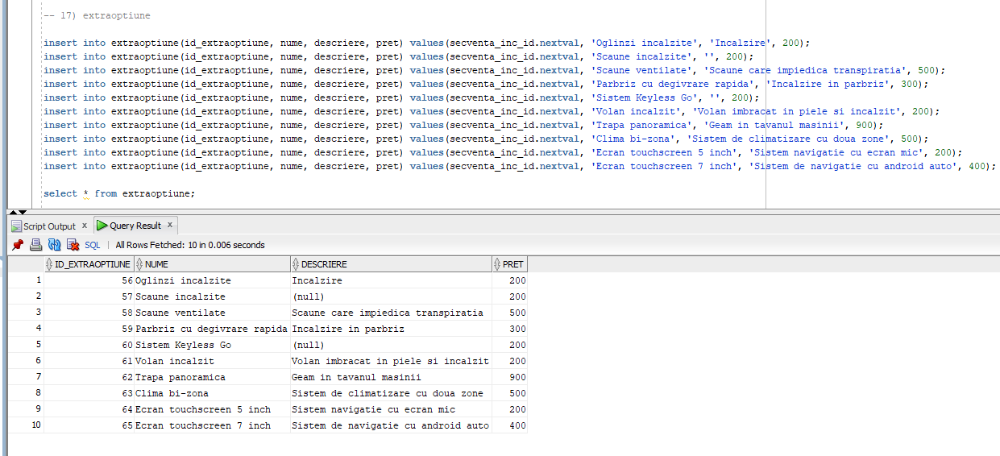 -- 17) extraoptiune
insert into extraoptiune(id_extraoptiune, nume, descriere, pret) values(secventa_inc_id.nextval, 'Oglinzi incalzite', 'Incalzire', 200);
insert into extraoptiune(id_extraoptiune, nume, descriere, pret) values(secventa_inc_id.nextval, 'Scaune incalzite', '', 200);
insert into extraoptiune(id_extraoptiune, nume, descriere, pret) values(secventa_inc_id.nextval, 'Scaune ventilate', 'Scaune care impiedica transpiratia', 500);
insert into extraoptiune(id_extraoptiune, nume, descriere, pret) values(secventa_inc_id.nextval, 'Parbriz cu degivrare rapida', 'Incalzire in parbriz', 300);
insert into extraoptiune(id_extraoptiune, nume, descriere, pret) values(secventa_inc_id.nextval, 'Sistem Keyless Go', '', 200);
insert into extraoptiune(id_extraoptiune, nume, descriere, pret) values(secventa_inc_id.nextval, 'Volan incalzit', 'Volan imbracat in piele si incalzit', 200);
insert into extraoptiune(id_extraoptiune, nume, descriere, pret) values(secventa_inc_id.nextval, 'Trapa panoramica', 'Geam in tavanul masinii', 900);
insert into extraoptiune(id_extraoptiune, nume, descriere, pret) values(secventa_inc_id.nextval, 'Clima bi-zona', 'Sistem de climatizare cu doua zone', 500);
insert into extraoptiune(id_extraoptiune, nume, descriere, pret) values(secventa_inc_id.nextval, 'Ecran touchscreen 5 inch', 'Sistem navigatie cu ecran mic', 200);
insert into extraoptiune(id_extraoptiune, nume, descriere, pret) values(secventa_inc_id.nextval, 'Ecran touchscreen 7 inch', 'Sistem de navigatie cu android auto', 400);
select * from extraoptiune;
Script Output x Query Result x
SQL | All Rows Fetched: 10 in 0.006 seconds
ID_EXTRAOPTIUNE NUME DESCRIERE PRET
1 56 Oglinzi incalzite Incalzire 200
2 57 Scaune incalzite (null) 200
3 58 Scaune ventilate Scaune care impiedica transpiratia 500
4 59 Parbriz cu degivrare rapida Incalzire in parbriz 300
5 60 Sistem Keyless Go (null) 200
6 61 Volan incalzit Volan imbracat in piele si incalzit 200
7 62 Trapa panoramica Geam in tavanul masinii 900
8 63 Clima bi-zona Sistem de climatizare cu doua zone 500
9 64 Ecran touchscreen 5 inch Sistem navigatie cu ecran mic 200
10 65 Ecran touchscreen 7 inch Sistem de navigatie cu android auto 400